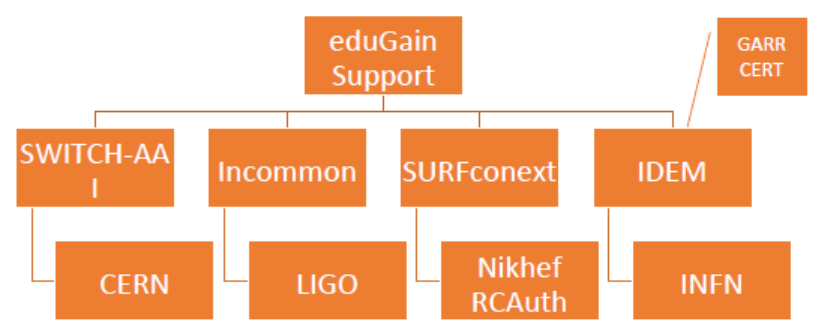 eduGain
Support
GARR
CERT
SWITCH-AA
I
Incommon
SURFconext
IDEM
CERN
LIGO
Nikhef
RCAuth
INFN